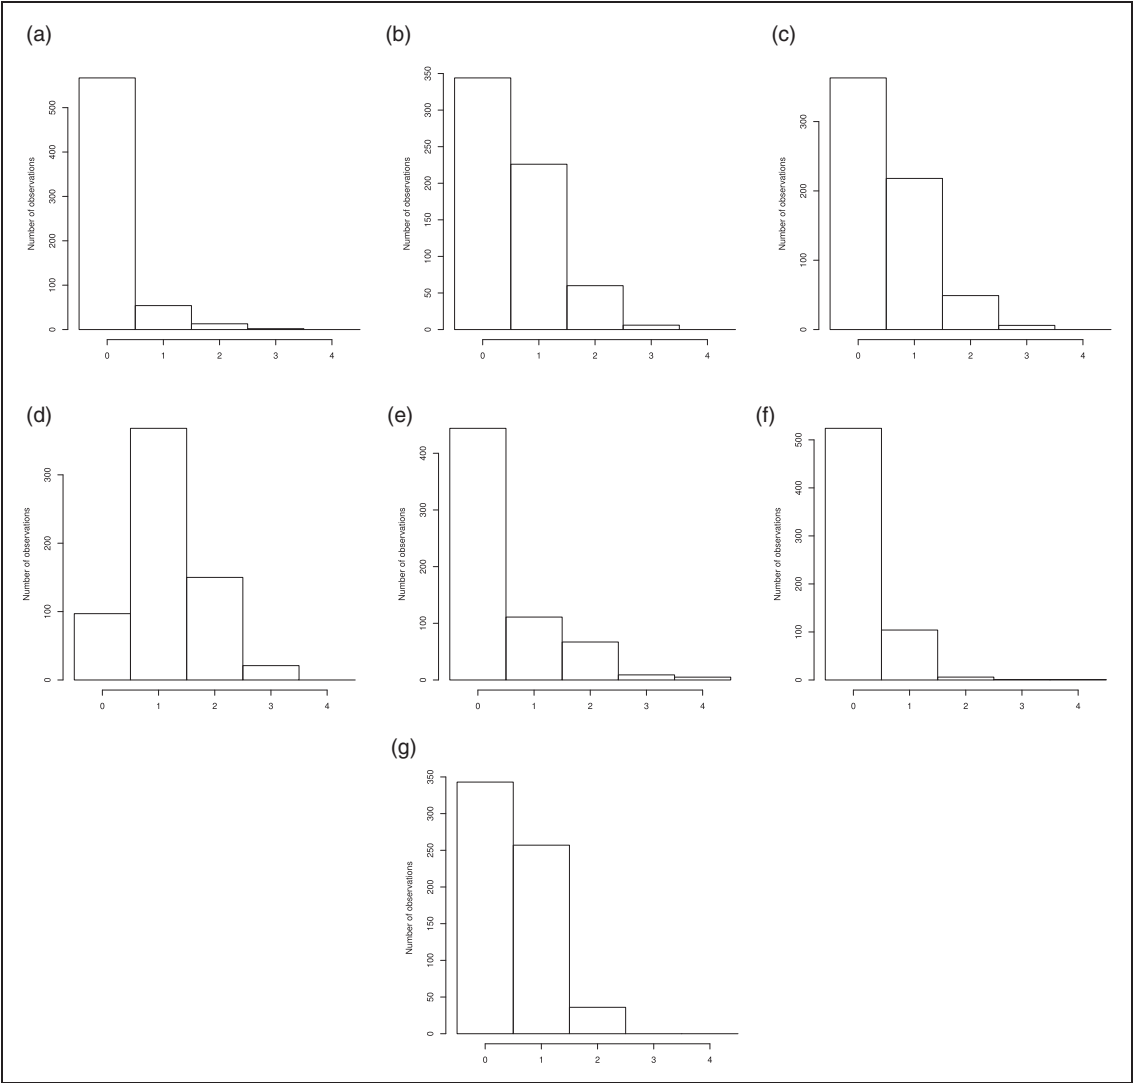 (a) (b) (c)
Number of observations
0 100 200 300 400 500
0 1 2 3 4
Number of observations
0 50 100 150 200 250 300 350
0 1 2 3 4
Number of observations
0 100 200 300
0 1 2 3 4
(d) (e) (f)
Number of observations
0 100 200 300
0 1 2 3 4
Number of observations
0 100 200 300 400
0 1 2 3 4
Number of observations
0 100 200 300 400 500
0 1 2 3 4
(g)
Number of observations
0 50 100 150 200 250 300 350
0 1 2 3 4